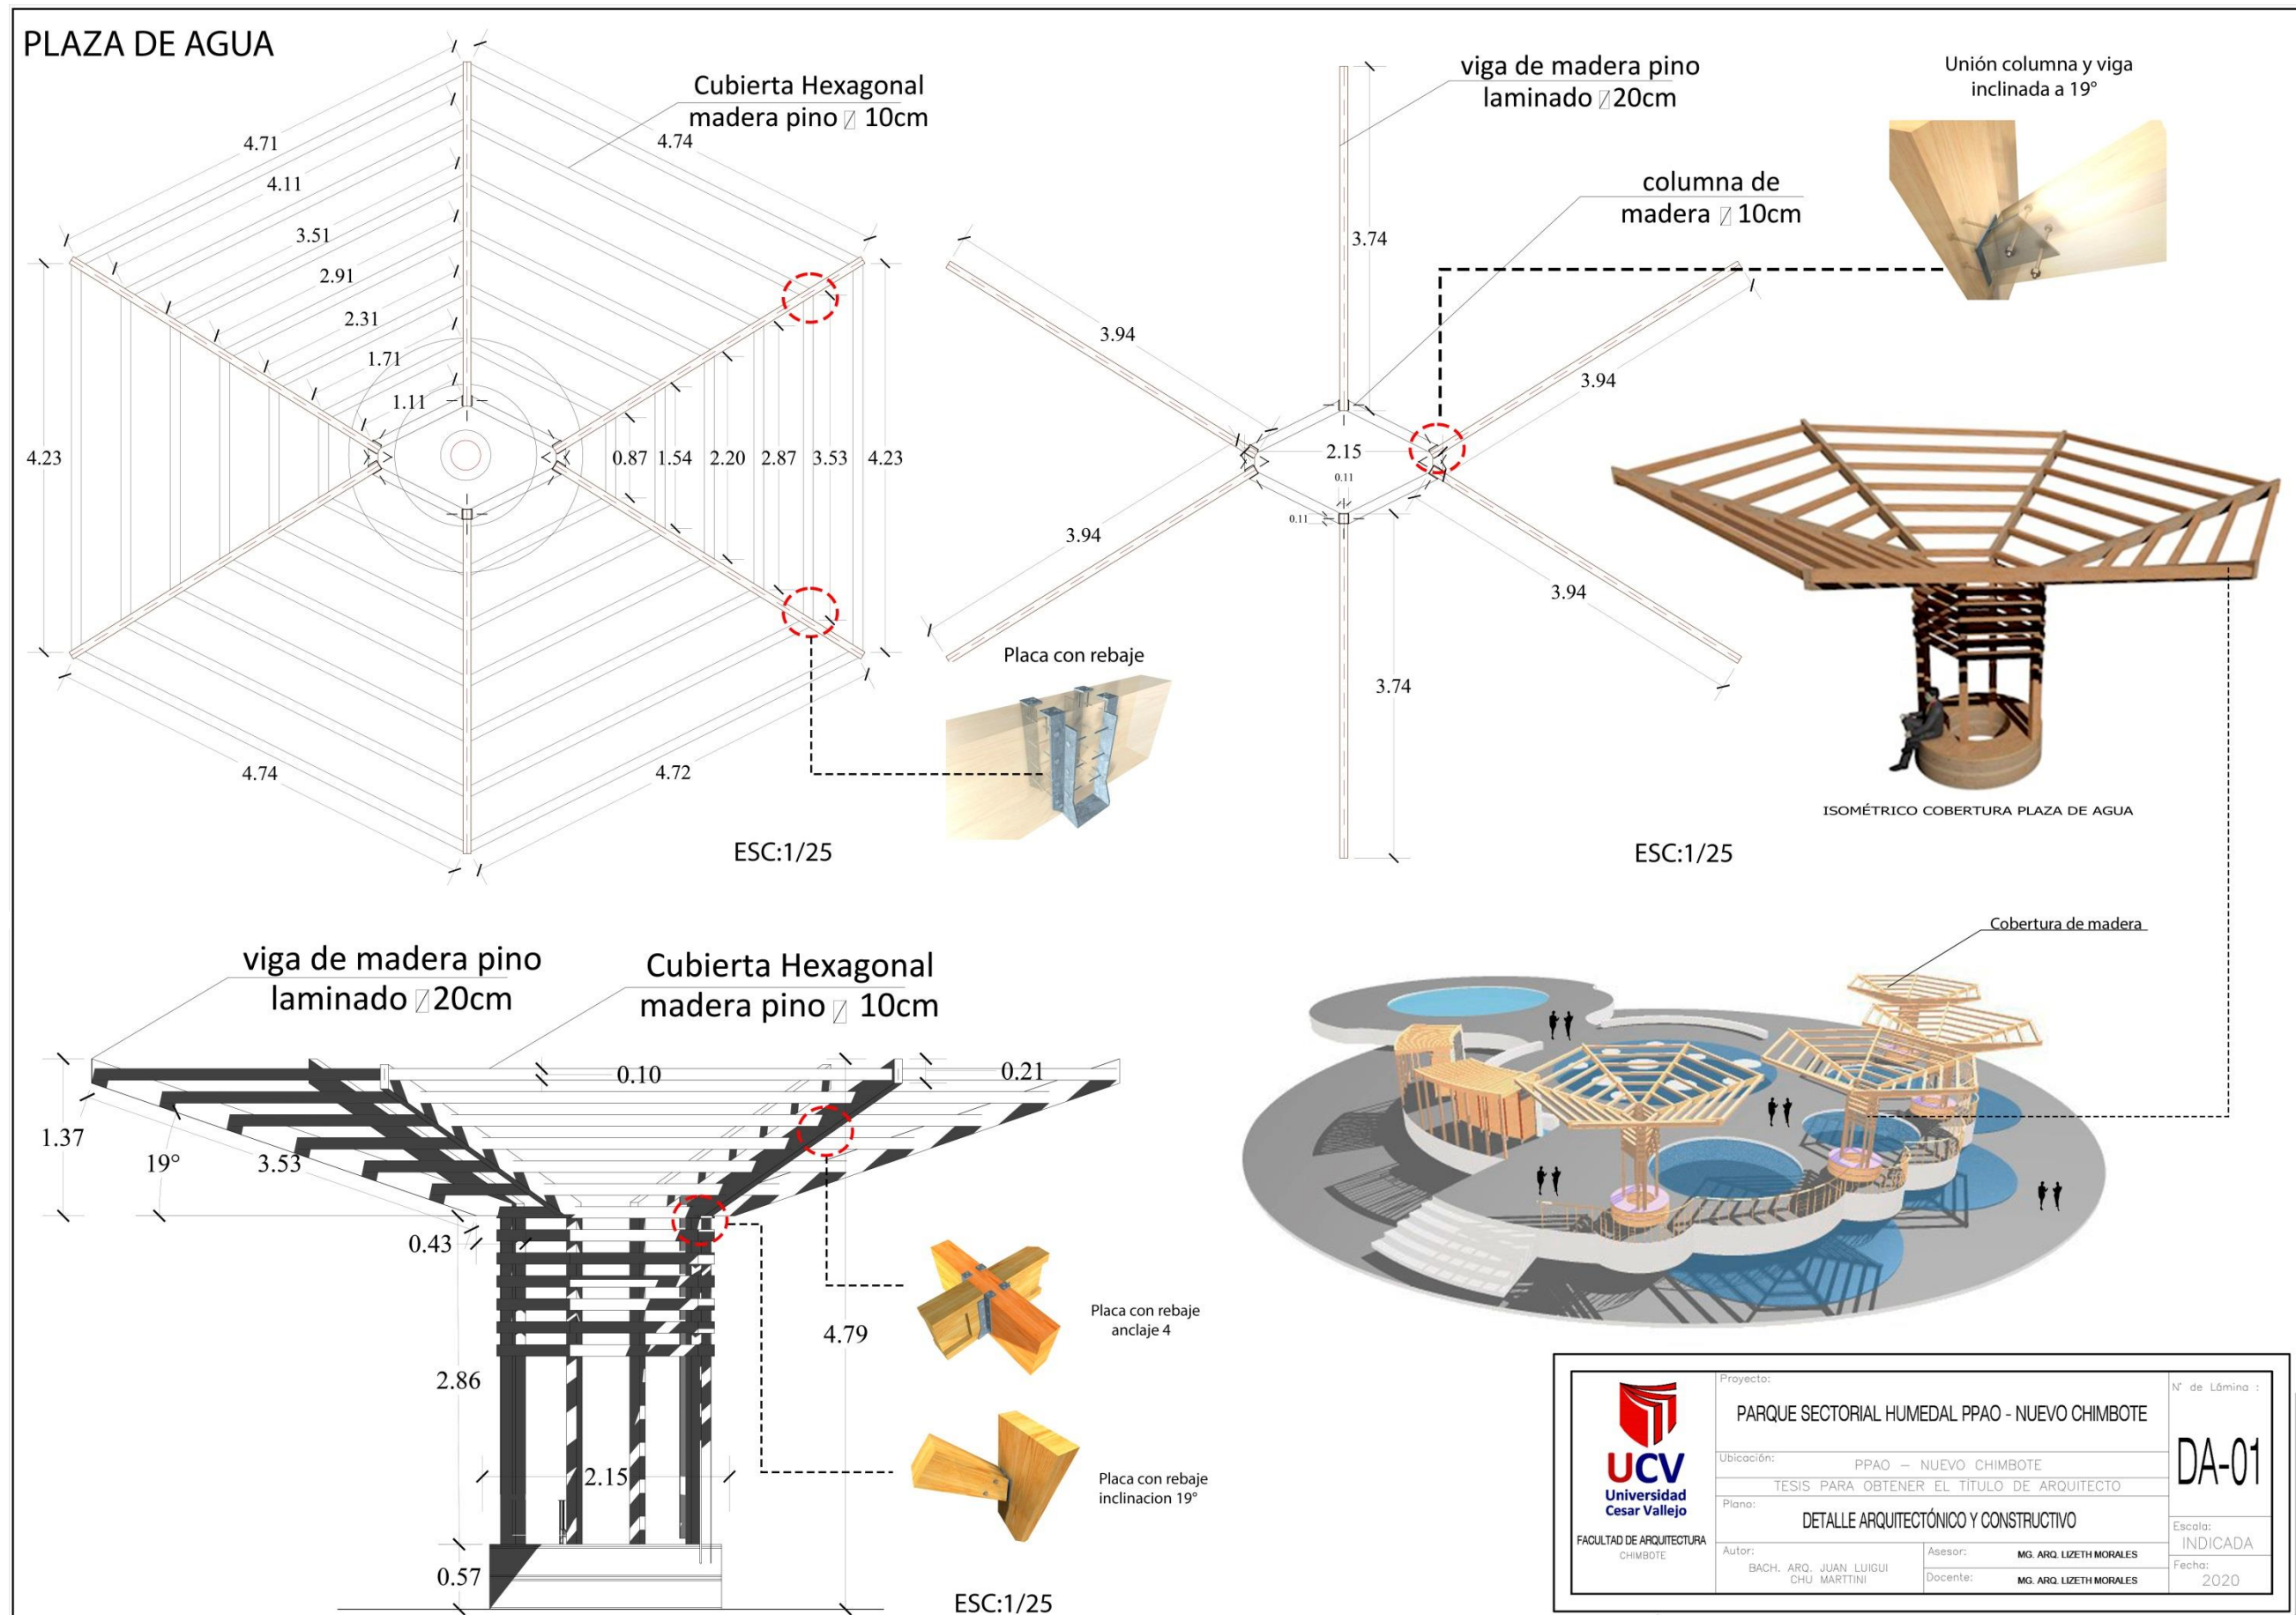 PLAZA DE AGUA
Cubierta Hexagonal
madera pino 10cm
4.71
4.74
4.11
3.51
2.91
2.31
1.71
1.11
4.23
0.87
1.54
2.20
2.87
3.53
4.23
4.74
4.72
ESC:1/25
Placa con rebaje
viga de madera pino
laminado 20cm
columna de
madera 10cm
3.74
3.94
3.94
2.15
0.11
0.11
3.94
3.94
3.74
ESC:1/25
Unión columna y viga
inclinada a 19°
ISOMÉTRICO COBERTURA PLAZA DE AGUA
viga de madera pino
laminado 20cm
Cubierta Hexagonal
madera pino 10cm
0.10
0.21
1.37
19°
3.53
0.43
4.79
2.86
2.15
0.57
ESC:1/25
Placa con rebaje
anclaje 4
Placa con rebaje
inclinacion 19°
Cobertura de madera
UCV
Universidad
Cesar Vallejo
FACULTAD DE ARQUITECTURA
CHIMBOTE
Proyecto:
PARQUE SECTORIAL HUMEDAL PPAO - NUEVO CHIMBOTE
Ubicación:
PPAO - NUEVO CHIMBOTE
TESIS PARA OBTENER EL TÍTULO DE ARQUITECTO
Plano:
DETALLE ARQUITECTÓNICO Y CONSTRUCTIVO
Autor:
BACH. ARQ. JUAN LUIGUI
CHU MARTTINI
Asesor:
MG. ARQ. LIZETH MORALES
Docente:
MG. ARQ. LIZETH MORALES
N° de Lámina :
DA-01
Escala:
INDICADA
Fecha:
2020